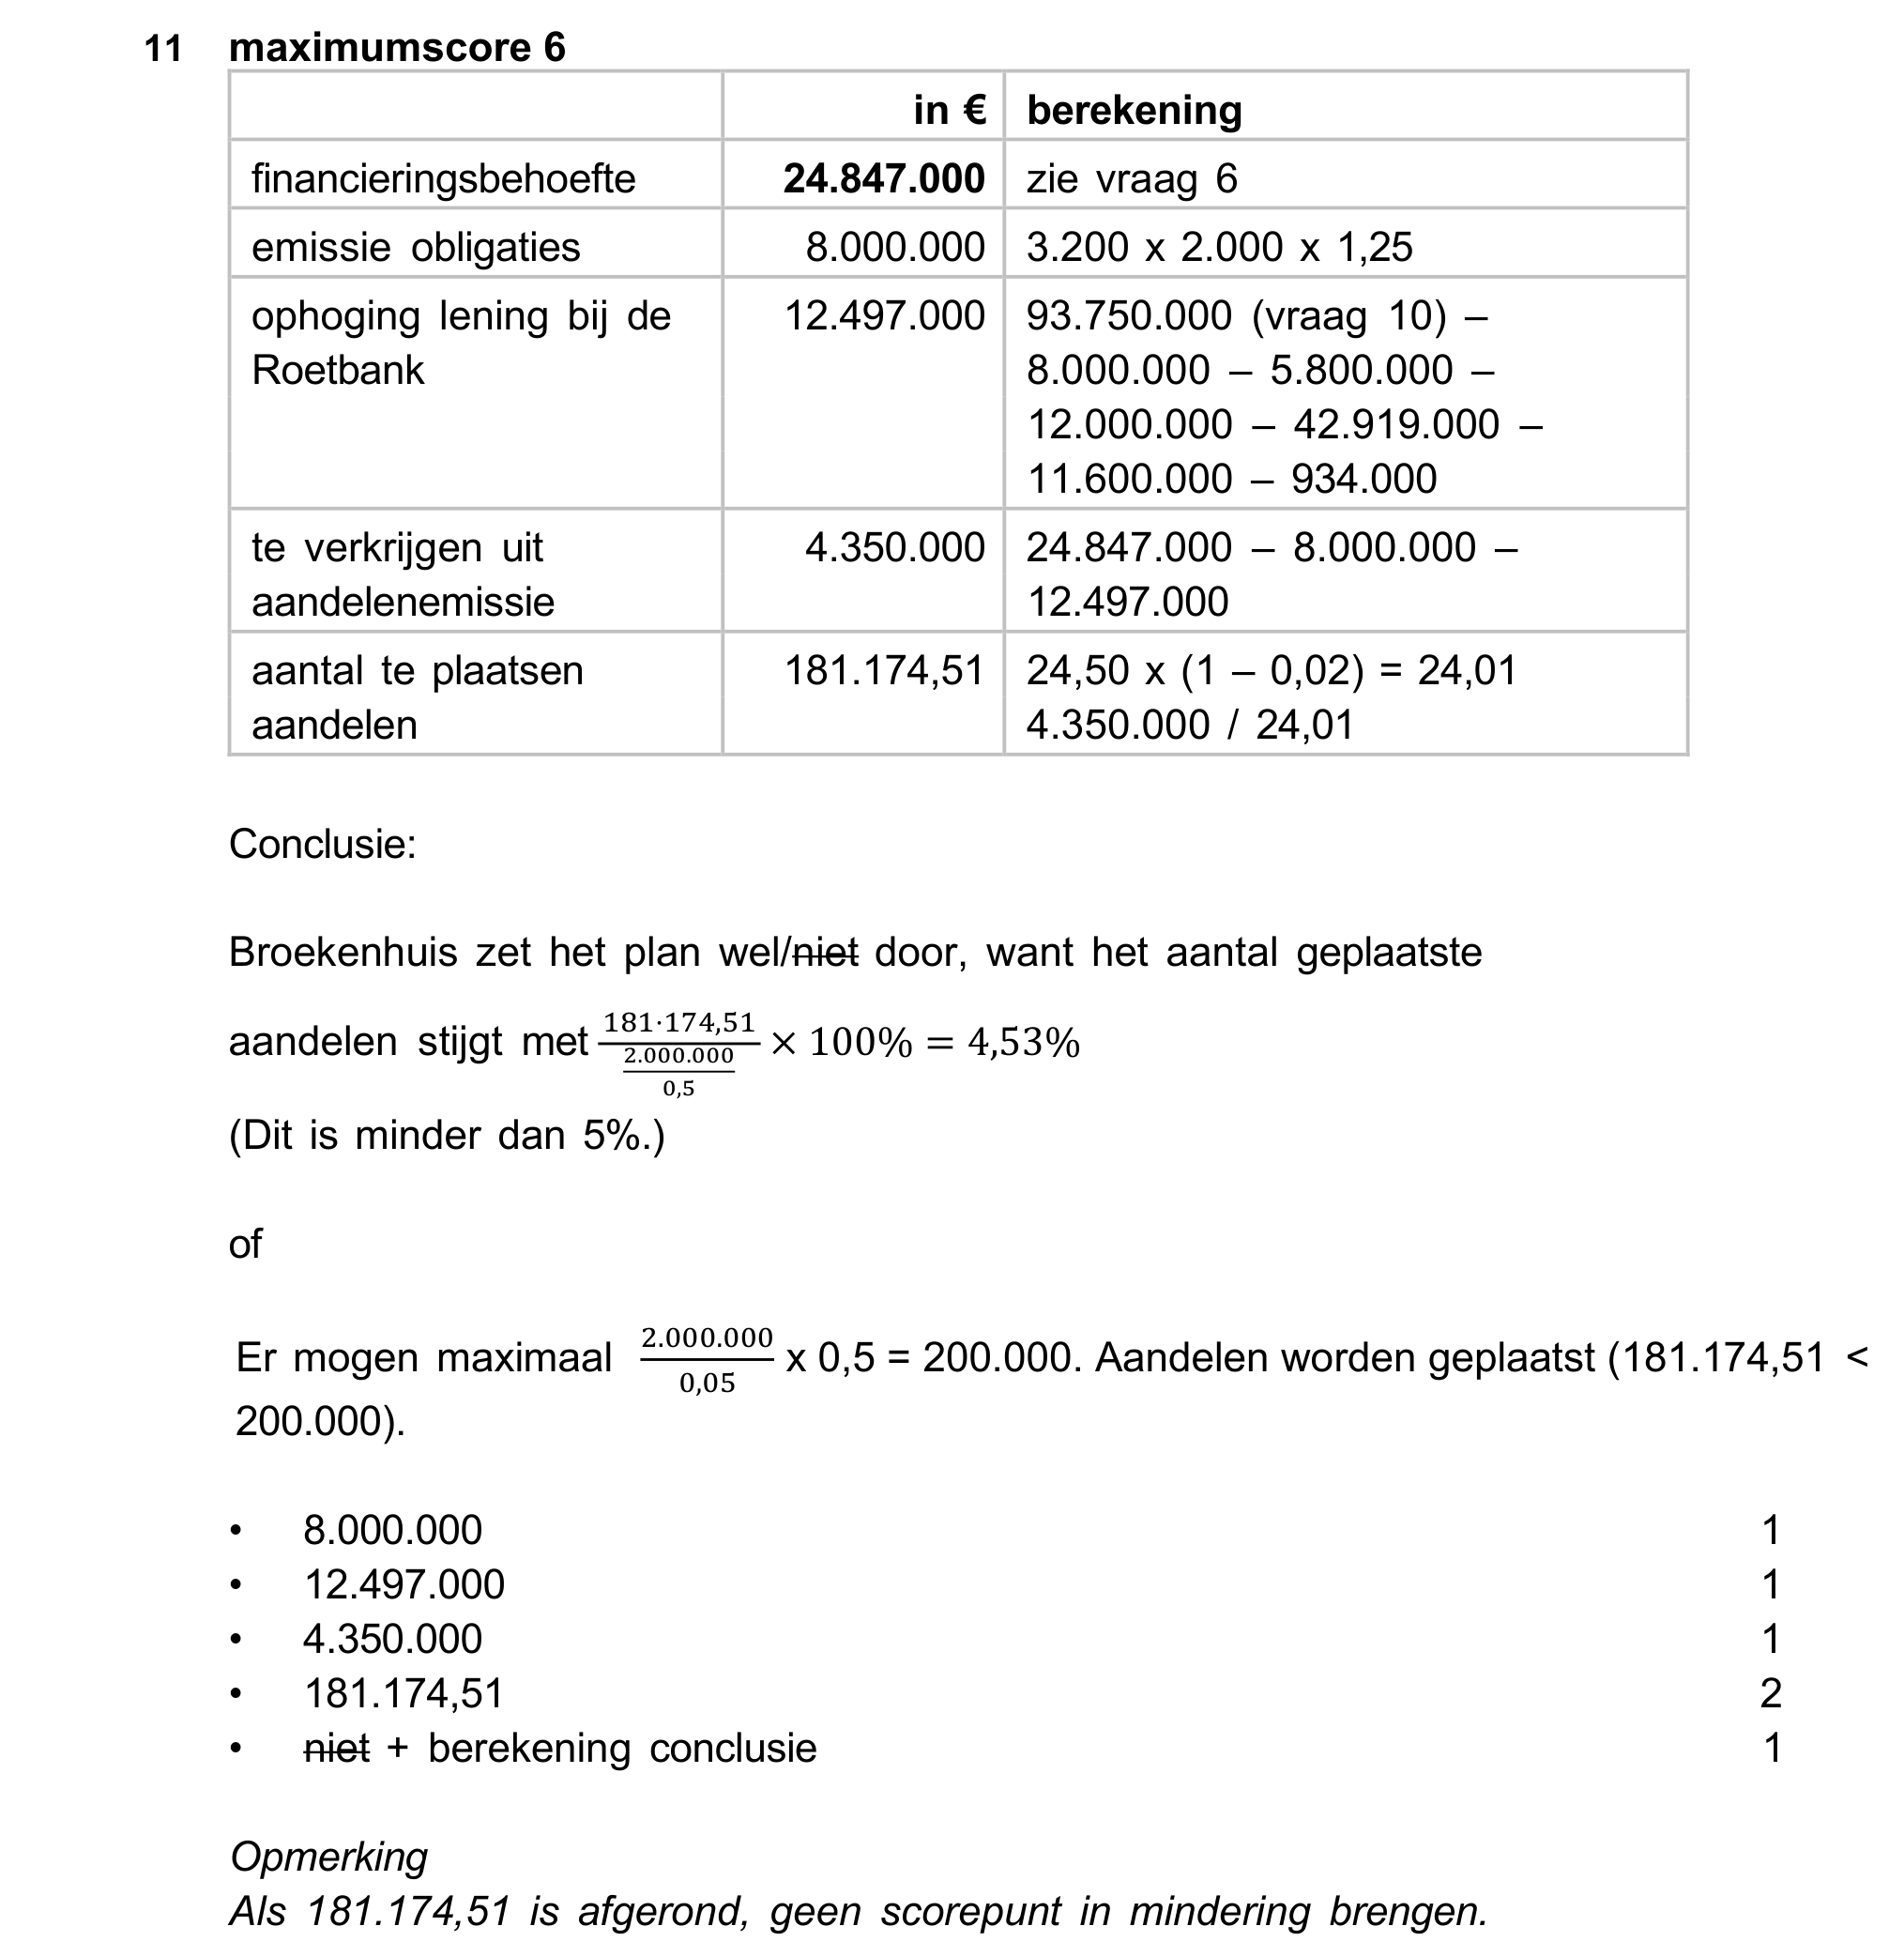 11 maximumscore 6
in € berekening
financieringsbehoefte 24.847.000 zie vraag 6
emissie obligaties 8.000.000 3.200 x 2.000 x 1,25
ophoging lening bij de 12.497.000 93.750.000 (vraag 10) –
Roetbank 8.000.000 – 5.800.000 –
12.000.000 – 42.919.000 –
11.600.000 – 934.000
te verkrijgen uit 4.350.000 24.847.000 – 8.000.000 –
aandelenemissie 12.497.000
aantal te plaatsen 181.174,51 24,50 x (1 – 0,02) = 24,01
aandelen 4.350.000 / 24,01
Conclusie:
Broekenhuis zet het plan wel/niet door, want het aantal geplaatste
181·174,51
aandelen stijgt met × 100% = 4,53%
2.000.000
0,5
(Dit is minder dan 5%.)
of
2.000.000
Er mogen maximaal x 0,5 = 200.000. Aandelen worden geplaatst (181.174,51 <
0,05
200.000).
• 8.000.000 1
• 12.497.000 1
• 4.350.000 1
• 181.174,51 2
• niet + berekening conclusie 1
Opmerking
Als 181.174,51 is afgerond, geen scorepunt in mindering brengen.